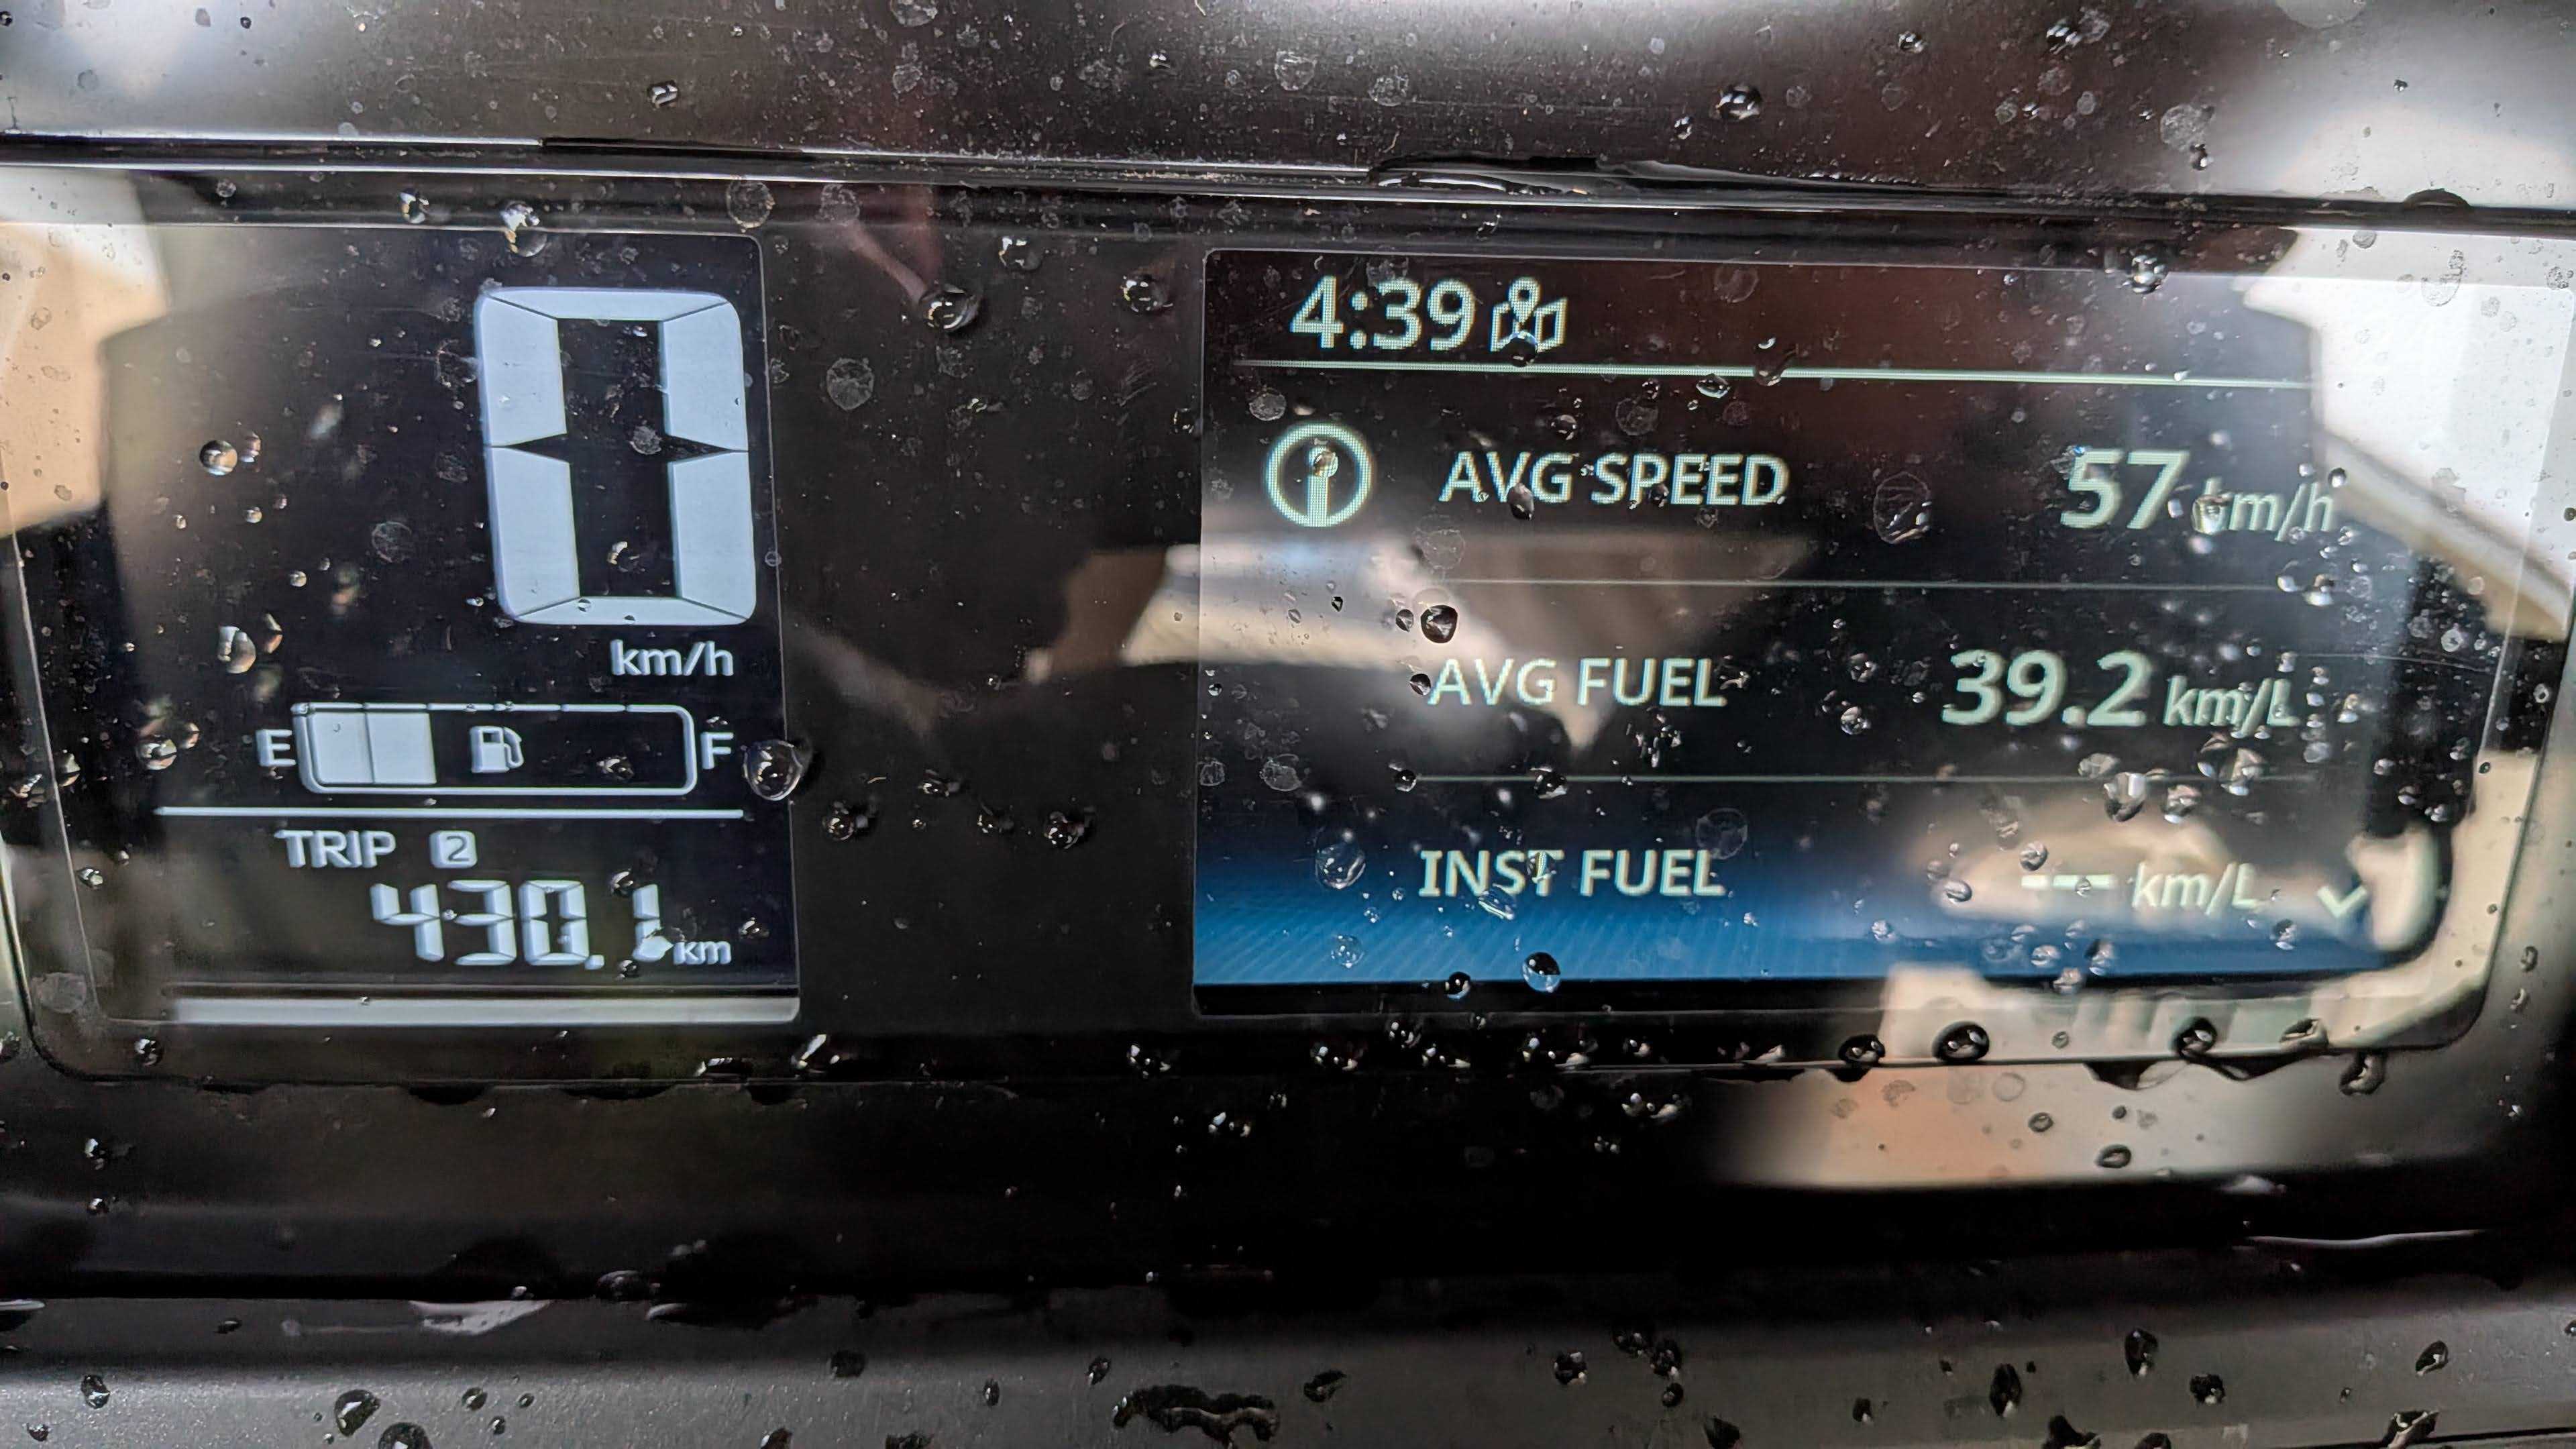 0
km/h
E F
TRIP 2
430.1 km
4:39
i AVG SPEED 57 km/h
AVG FUEL 39.2 km/L
INST FUEL --- km/L